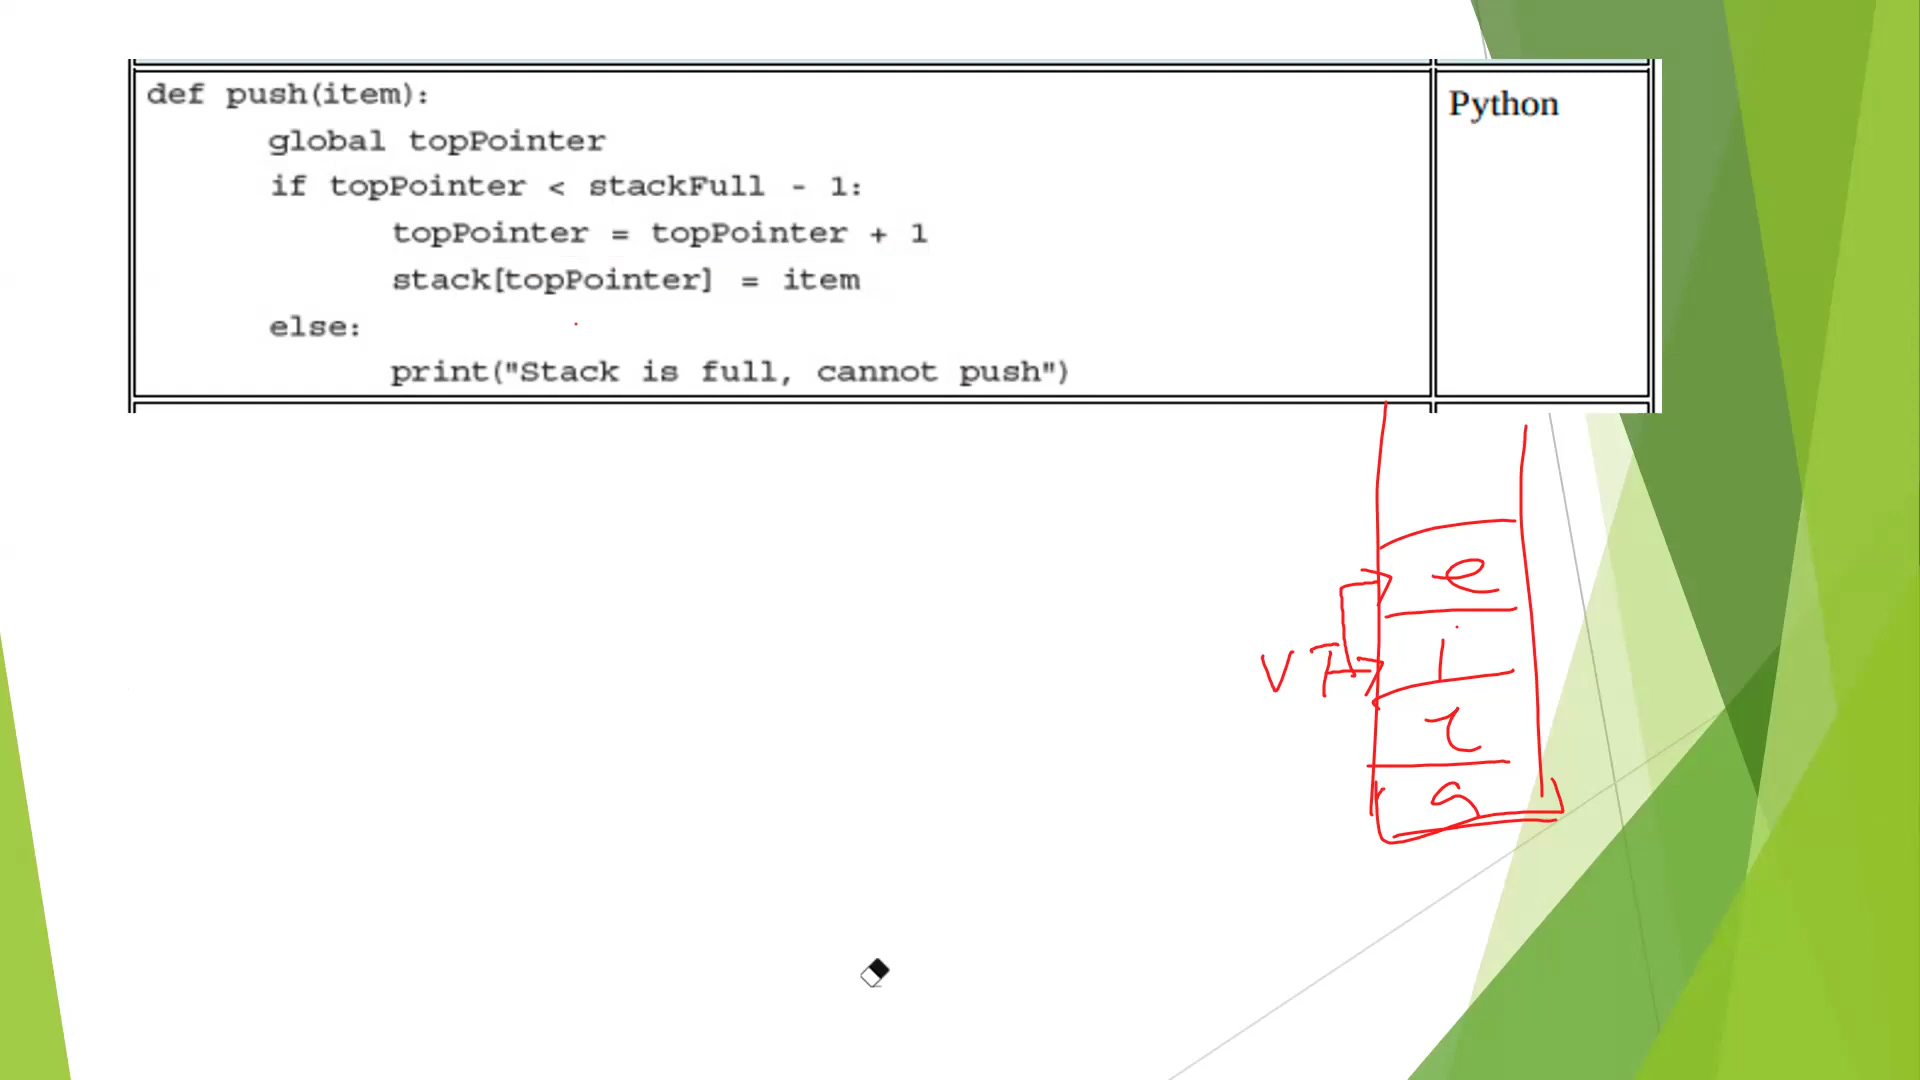 def push(item):
global topPointer
if topPointer < stackFull - 1:
topPointer = topPointer + 1
stack[topPointer] = item
else:
print("Stack is full, cannot push")
Python
e
i